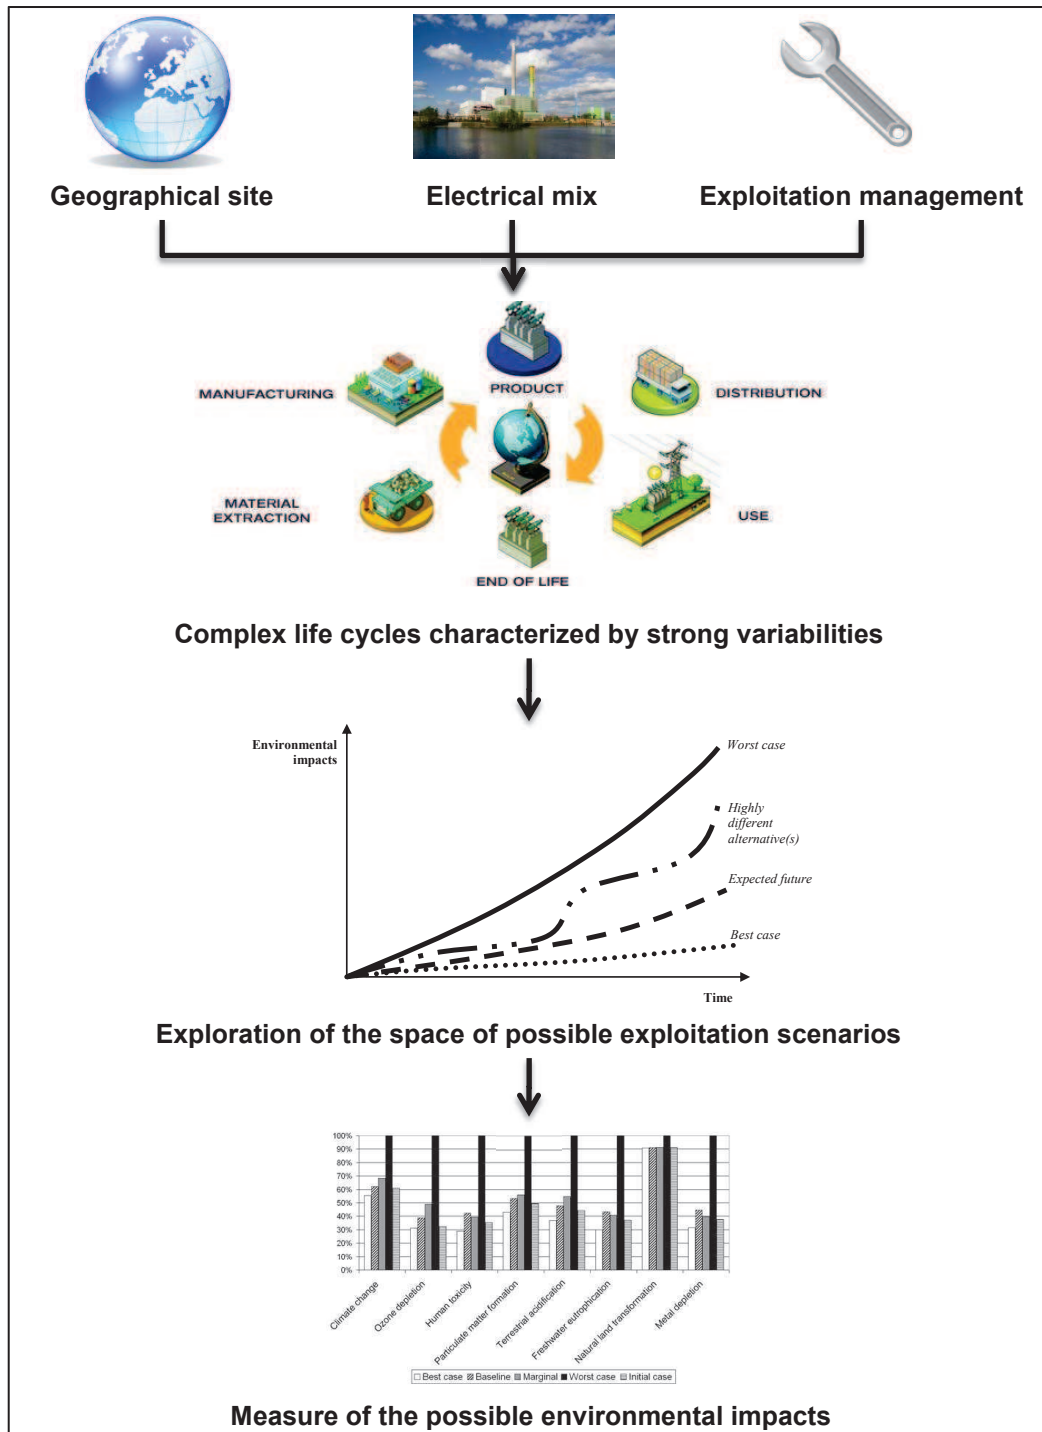 Geographical site
Electrical mix
Exploitation management
PRODUCT
MANUFACTURING
DISTRIBUTION
MATERIAL
EXTRACTION
USE
END OF LIFE
Complex life cycles characterized by strong variabilities
Environmental
impacts
Worst case
Highly
different
alternative(s)
Expected future
Best case
Time
Exploration of the space of possible exploitation scenarios
100%
90%
80%
70%
60%
50%
40%
30%
20%
10%
0%
Climate change
Ozone depletion
Human toxicity
Particulate matter formation
Terrestrial acidification
Freshwater eutrophication
Natural land transformation
Metal depletion
Best case Baseline Marginal Worst case Initial case
Measure of the possible environmental impacts